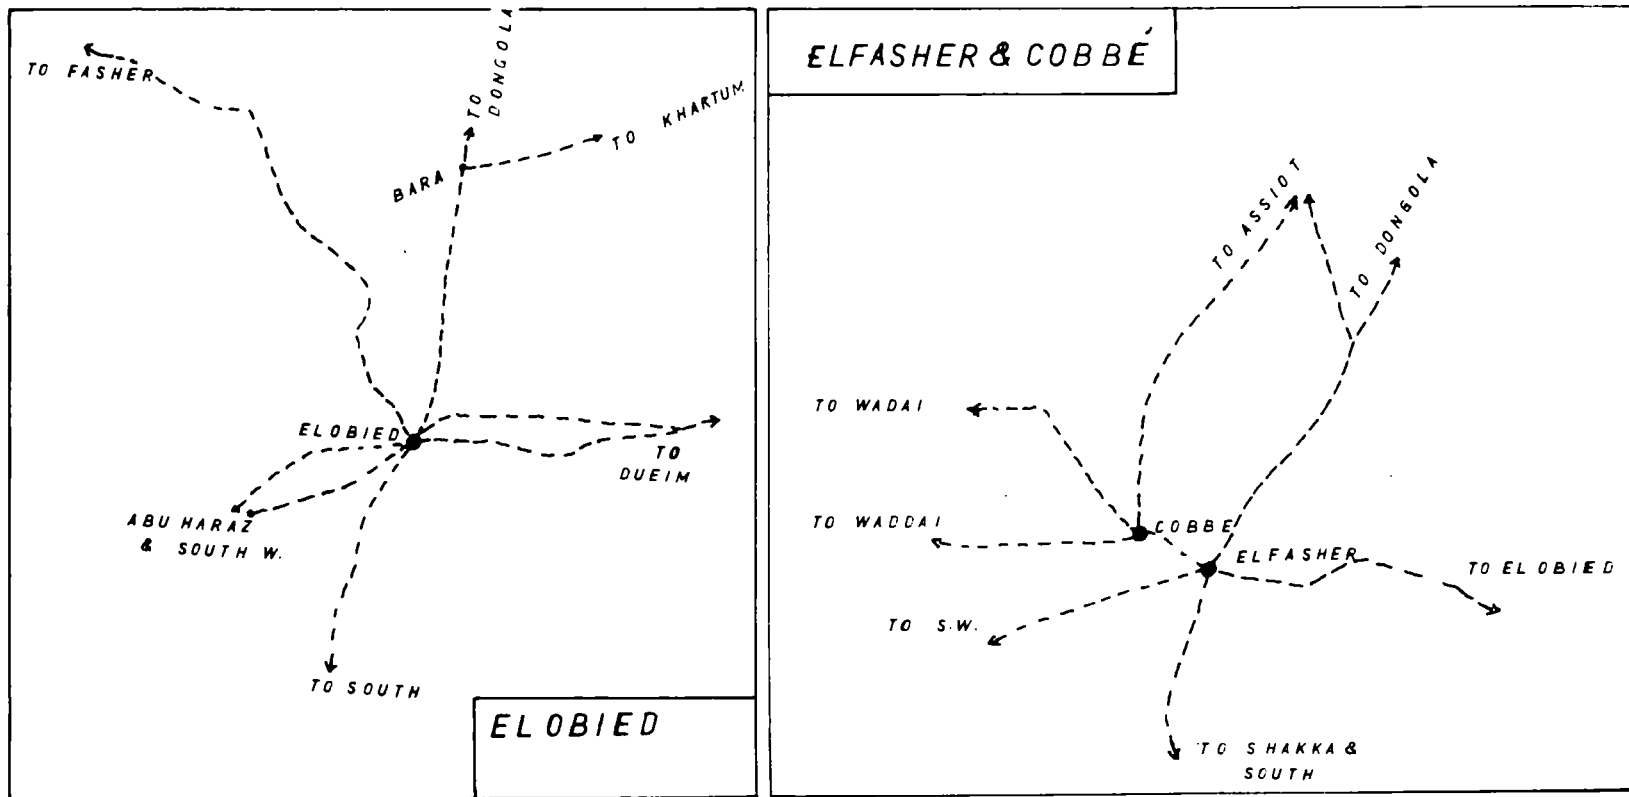 TO FASHER
TO
DONGOLA
TO KHARTUM
BARA
ELOBIED
TO
DUEIM
ABU HARAZ
& SOUTH W.
TO SOUTH
EL OBIED
ELFASHER & COBBÉ
TO ASSIOT
TO DONGOLA
TO WADAI
TO WADDAI
COBBE
ELFASHER
TO EL OBIED
TO S.W.
TO SHAKKA &
SOUTH